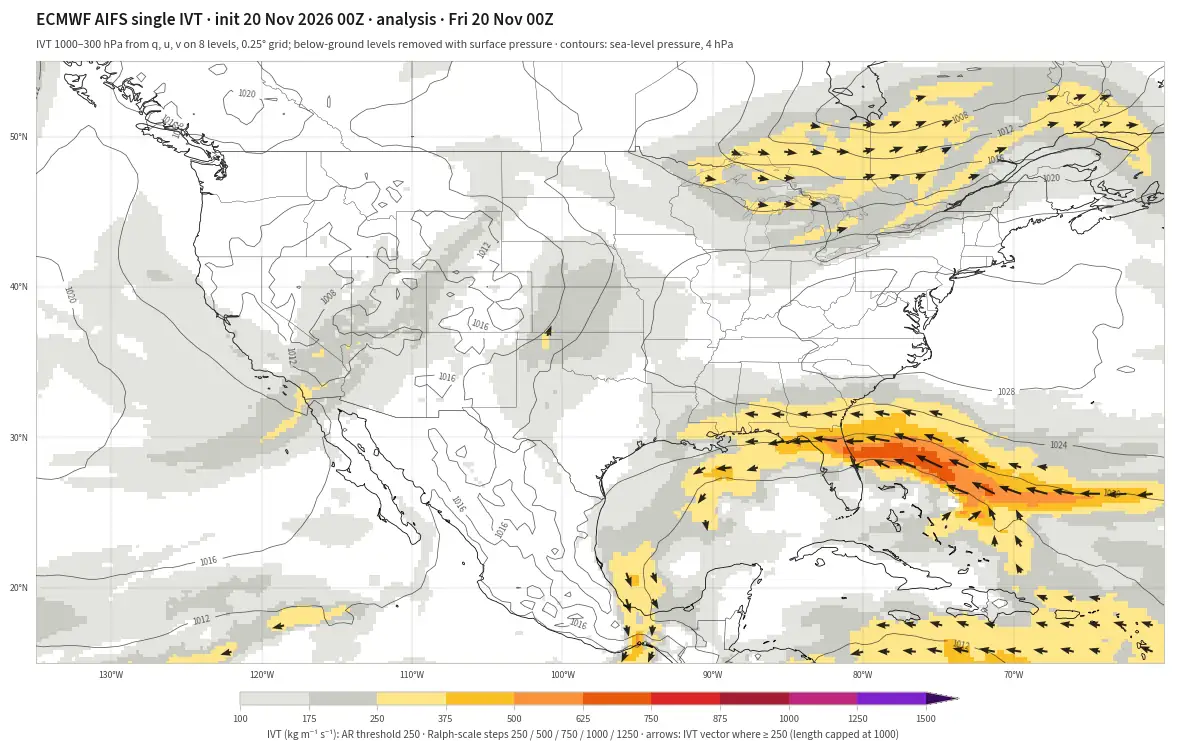 ECMWF AIFS single IVT · init 20 Nov 2026 00Z · analysis · Fri 20 Nov 00Z
IVT 1000–300 hPa from q, u, v on 8 levels, 0.25° grid; below-ground levels removed with surface pressure · contours: sea-level pressure, 4 hPa
1020
1008
1016
1012
50°N
1016
1020
1012
40°N
1020
1008
1016
1012
1016
1028
30°N
1024
1016
1016
1016
20°N
1012
1016
1012
130°W
120°W
110°W
100°W
90°W
80°W
70°W
100
175
250
375
500
625
750
875
1000
1250
1500
IVT (kg m⁻¹ s⁻¹): AR threshold 250 · Ralph-scale steps 250 / 500 / 750 / 1000 / 1250 · arrows: IVT vector where ≥ 250 (length capped at 1000)